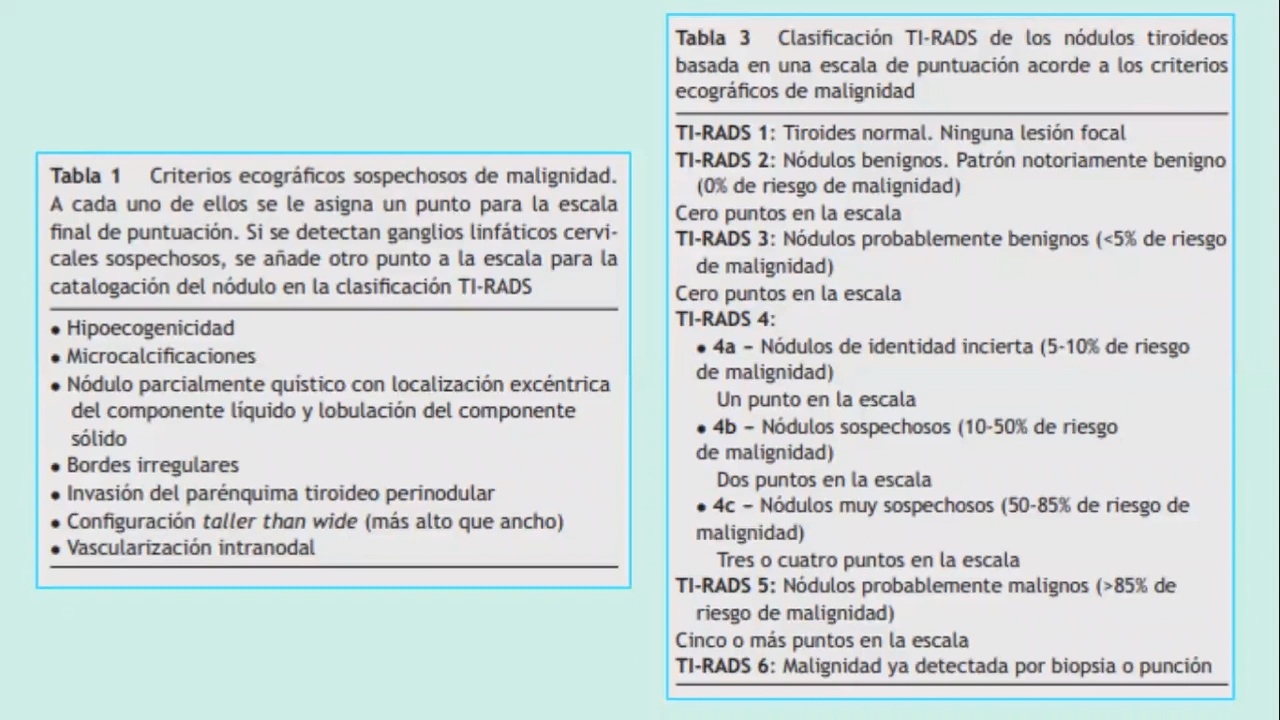 Tabla 1 Criterios ecográficos sospechosos de malignidad.
A cada uno de ellos se le asigna un punto para la escala
final de puntuación. Si se detectan ganglios linfáticos cervi-
cales sospechosos, se añade otro punto a la escala para la
catalogación del nódulo en la clasificación TI-RADS
• Hipoecogenicidad
• Microcalcificaciones
• Nódulo parcialmente quístico con localización excéntrica
del componente líquido y lobulación del componente
sólido
• Bordes irregulares
• Invasión del parénquima tiroideo perinodular
• Configuración taller than wide (más alto que ancho)
• Vascularización intranodal
Tabla 3 Clasificación TI-RADS de los nódulos tiroideos
basada en una escala de puntuación acorde a los criterios
ecográficos de malignidad
TI-RADS 1: Tiroides normal. Ninguna lesión focal
TI-RADS 2: Nódulos benignos. Patrón notoriamente benigno
(0% de riesgo de malignidad)
Cero puntos en la escala
TI-RADS 3: Nódulos probablemente benignos (<5% de riesgo
de malignidad)
Cero puntos en la escala
TI-RADS 4:
• 4a – Nódulos de identidad incierta (5-10% de riesgo
de malignidad)
Un punto en la escala
• 4b – Nódulos sospechosos (10-50% de riesgo
de malignidad)
Dos puntos en la escala
• 4c – Nódulos muy sospechosos (50-85% de riesgo de
malignidad)
Tres o cuatro puntos en la escala
TI-RADS 5: Nódulos probablemente malignos (>85% de
riesgo de malignidad)
Cinco o más puntos en la escala
TI-RADS 6: Malignidad ya detectada por biopsia o punción